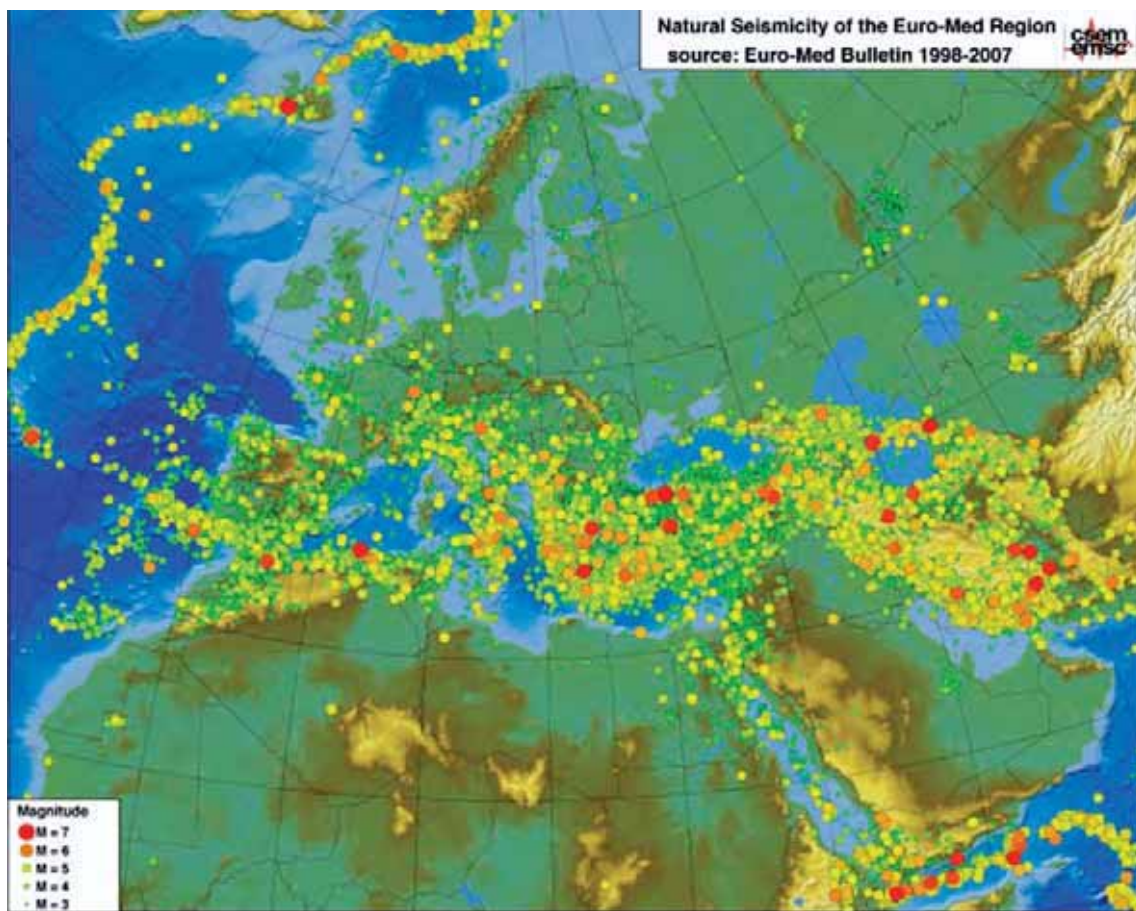 Natural Seismicity of the Euro-Med Region
source: Euro-Med Bulletin 1998-2007
csem
emsc
Magnitude
M = 7
M = 6
M = 5
M = 4
M = 3